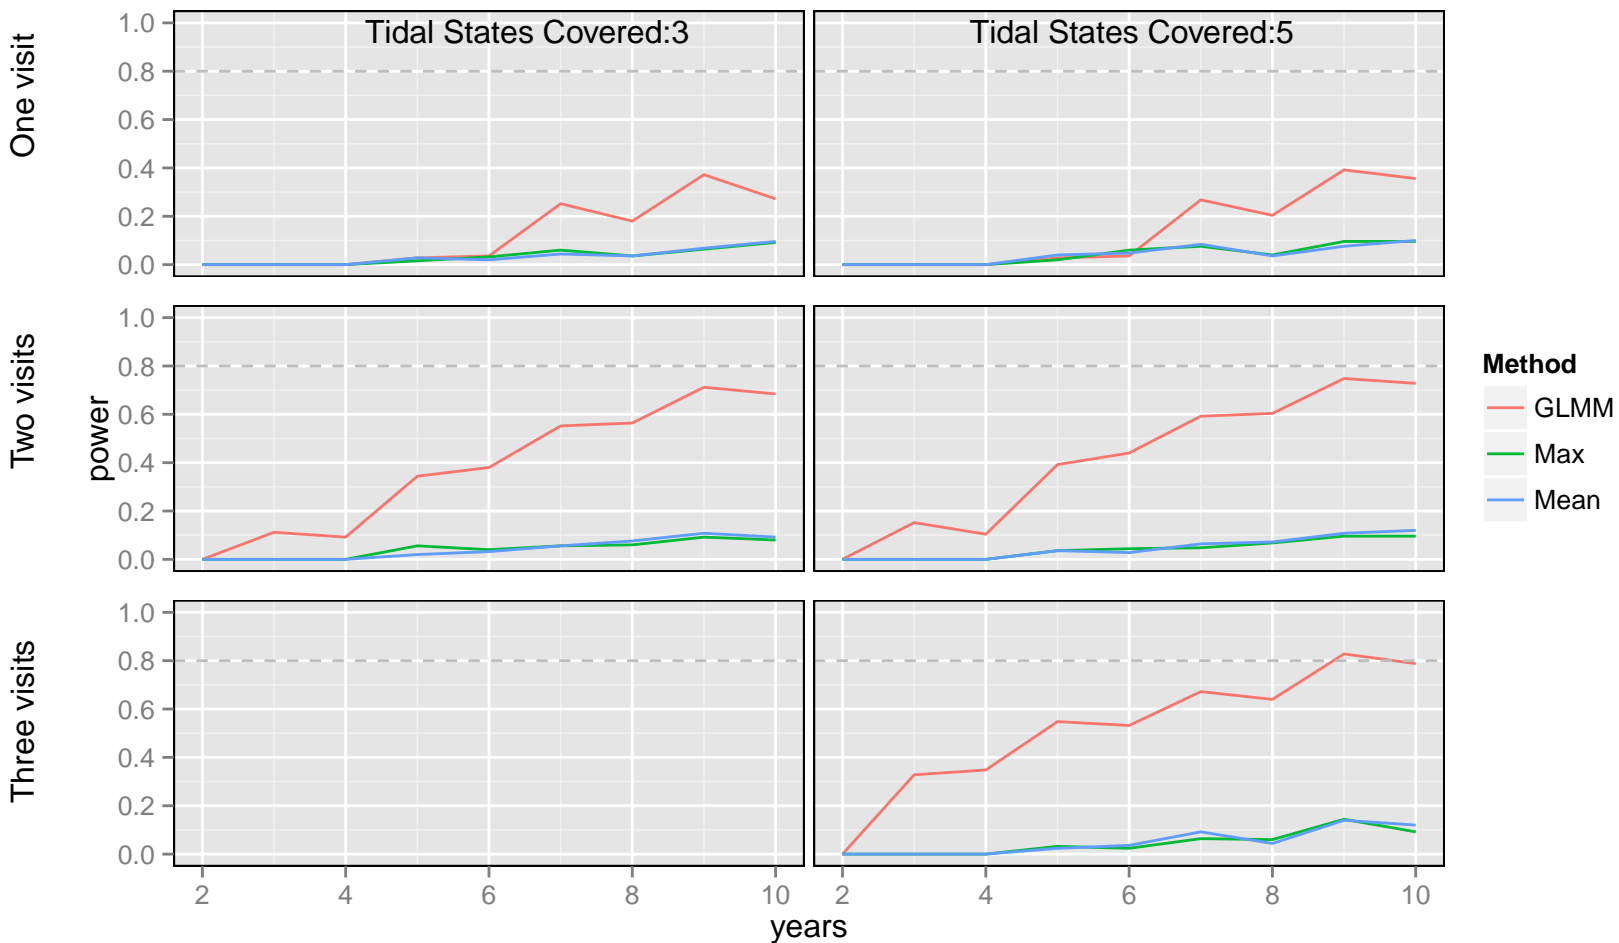 Tidal States Covered:3
Tidal States Covered:5
One visit
1.0
0.8
0.6
0.4
0.2
0.0
Two visits
1.0
0.8
0.6
0.4
0.2
0.0
power
Three visits
1.0
0.8
0.6
0.4
0.2
0.0
2 4 6 8 10
2 4 6 8 10
years
Method
GLMM
Max
Mean